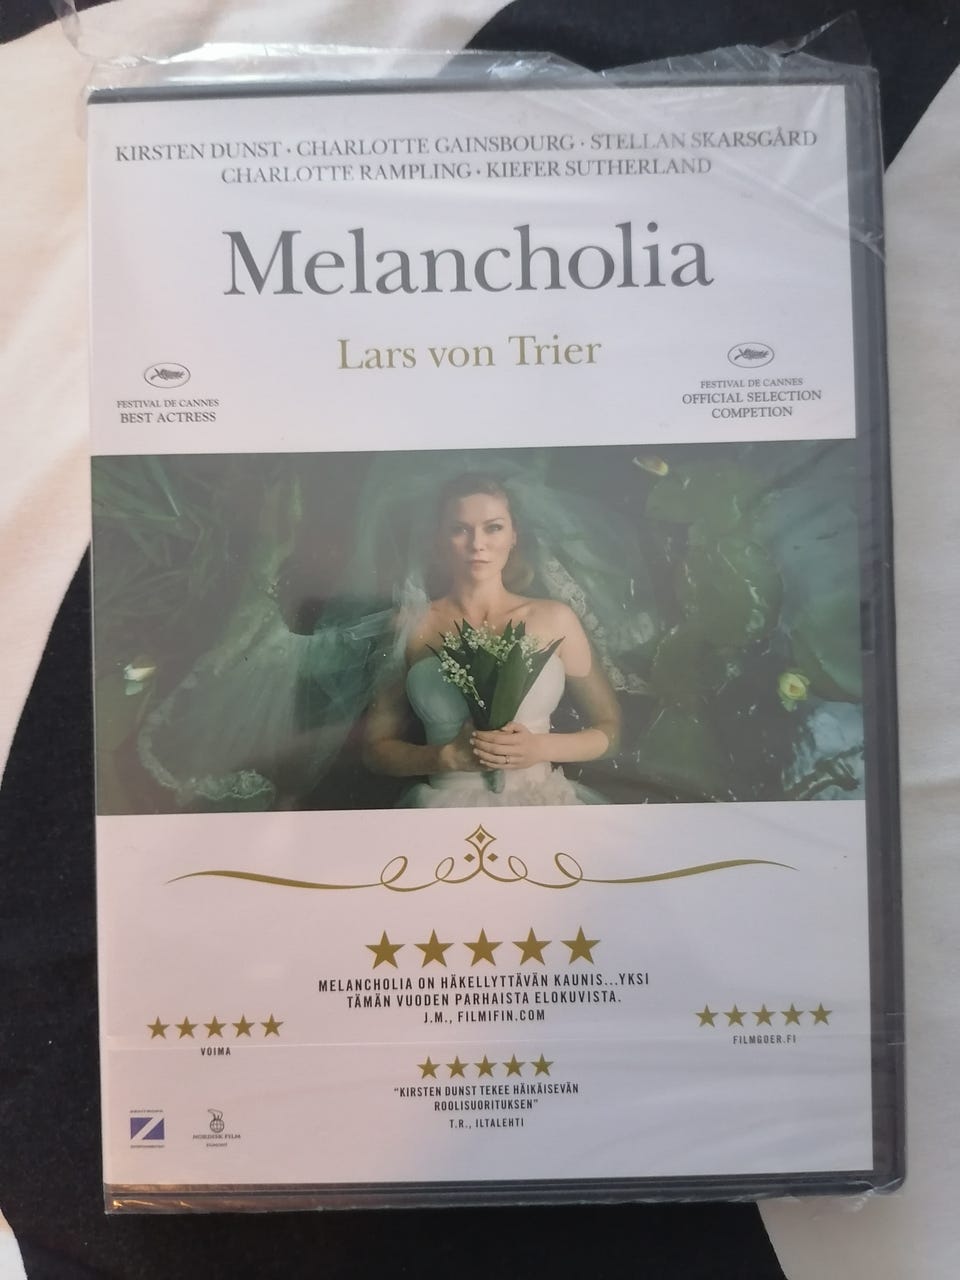 KIRSTEN DUNST · CHARLOTTE GAINSBOURG · STELLAN SKARSGÅRD
CHARLOTTE RAMPLING · KIEFER SUTHERLAND
Melancholia
Lars von Trier
FESTIVAL DE CANNES
BEST ACTRESS
FESTIVAL DE CANNES
OFFICIAL SELECTION
COMPETION
MELANCHOLIA ON HÄKELLYTTÄVÄN KAUNIS...YKSI
TÄMÄN VUODEN PARHAISTA ELOKUVISTA.
J.M., FILMIFIN.COM
VOIMA
FILMGOER.FI
"KIRSTEN DUNST TEKEE HÄIKÄISEVÄN
ROOLISUORITUKSEN"
T.R., ILTALEHTI
NORDISK FILM
EGMONT